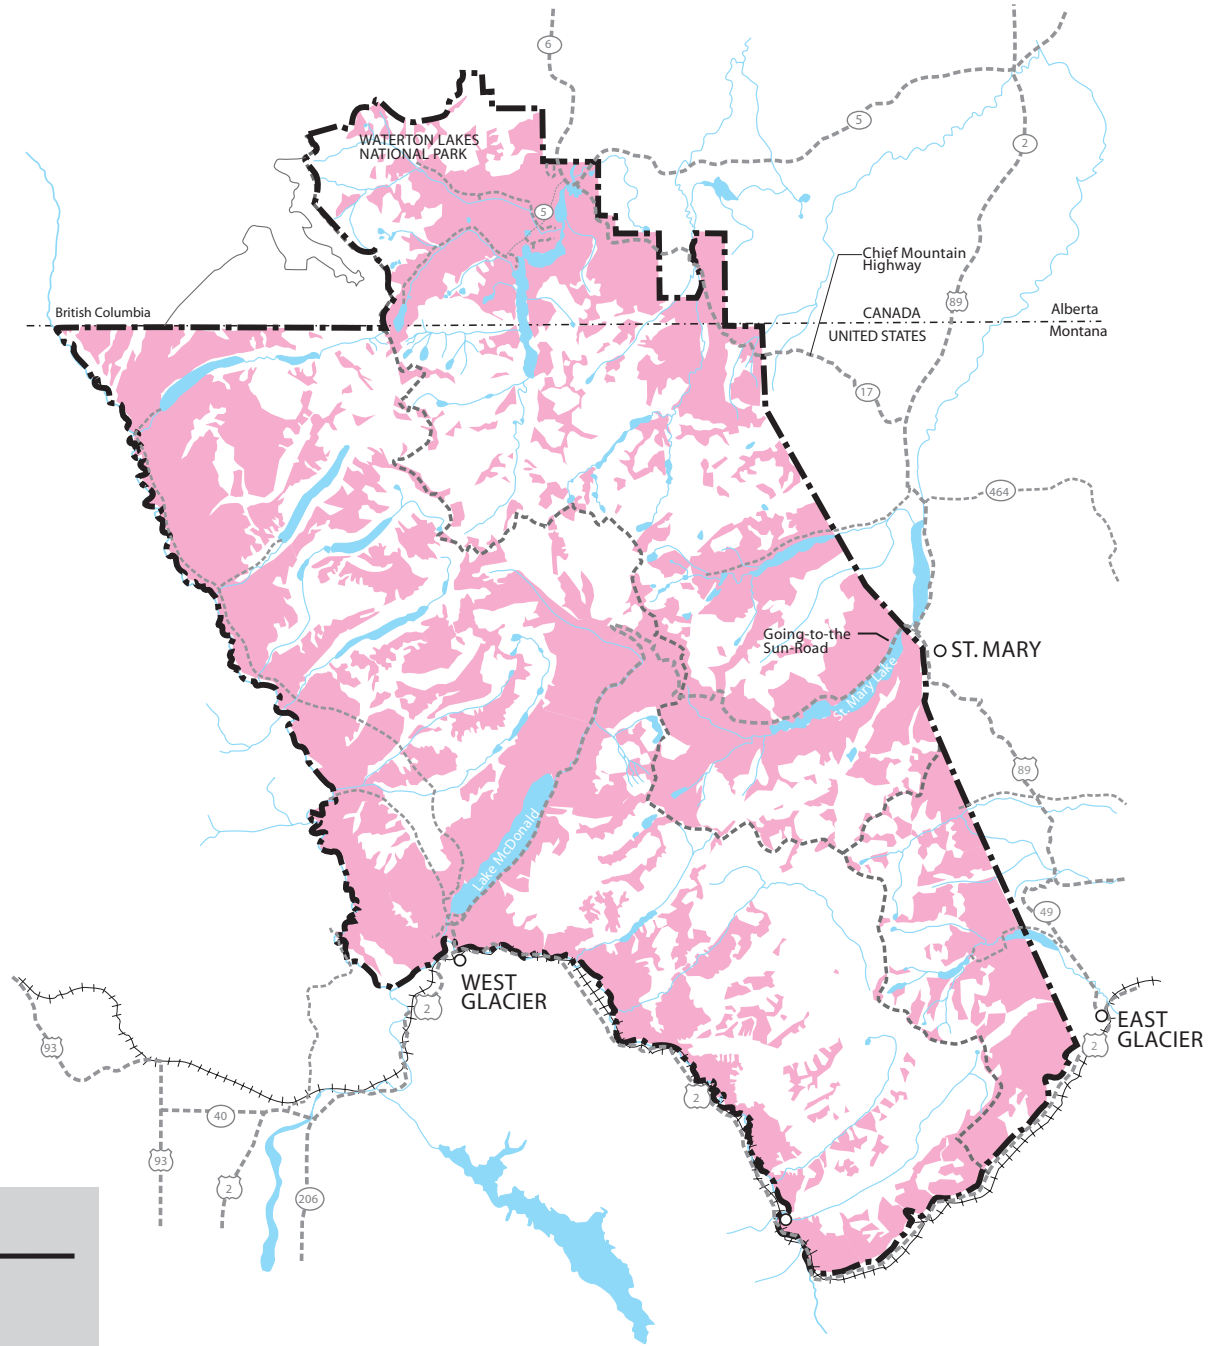 6
5
2
WATERTON LAKES
NATIONAL PARK
5
Chief Mountain
Highway
89
British Columbia
CANADA
Alberta
UNITED STATES
Montana
17
464
Going-to-the
Sun-Road
ST. MARY
St. Mary Lake
89
Lake McDonald
49
WEST
GLACIER
2
EAST
GLACIER
2
93
2
40
93
2
206